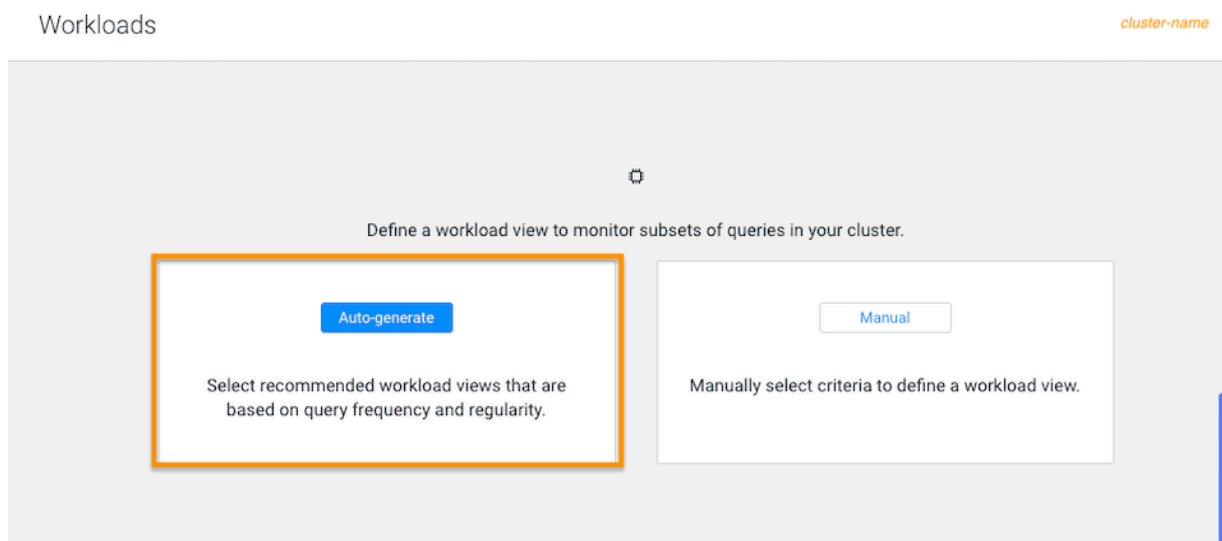 Workloads
cluster-name
Define a workload view to monitor subsets of queries in your cluster.
Auto-generate
Select recommended workload views that are
based on query frequency and regularity.
Manual
Manually select criteria to define a workload view.